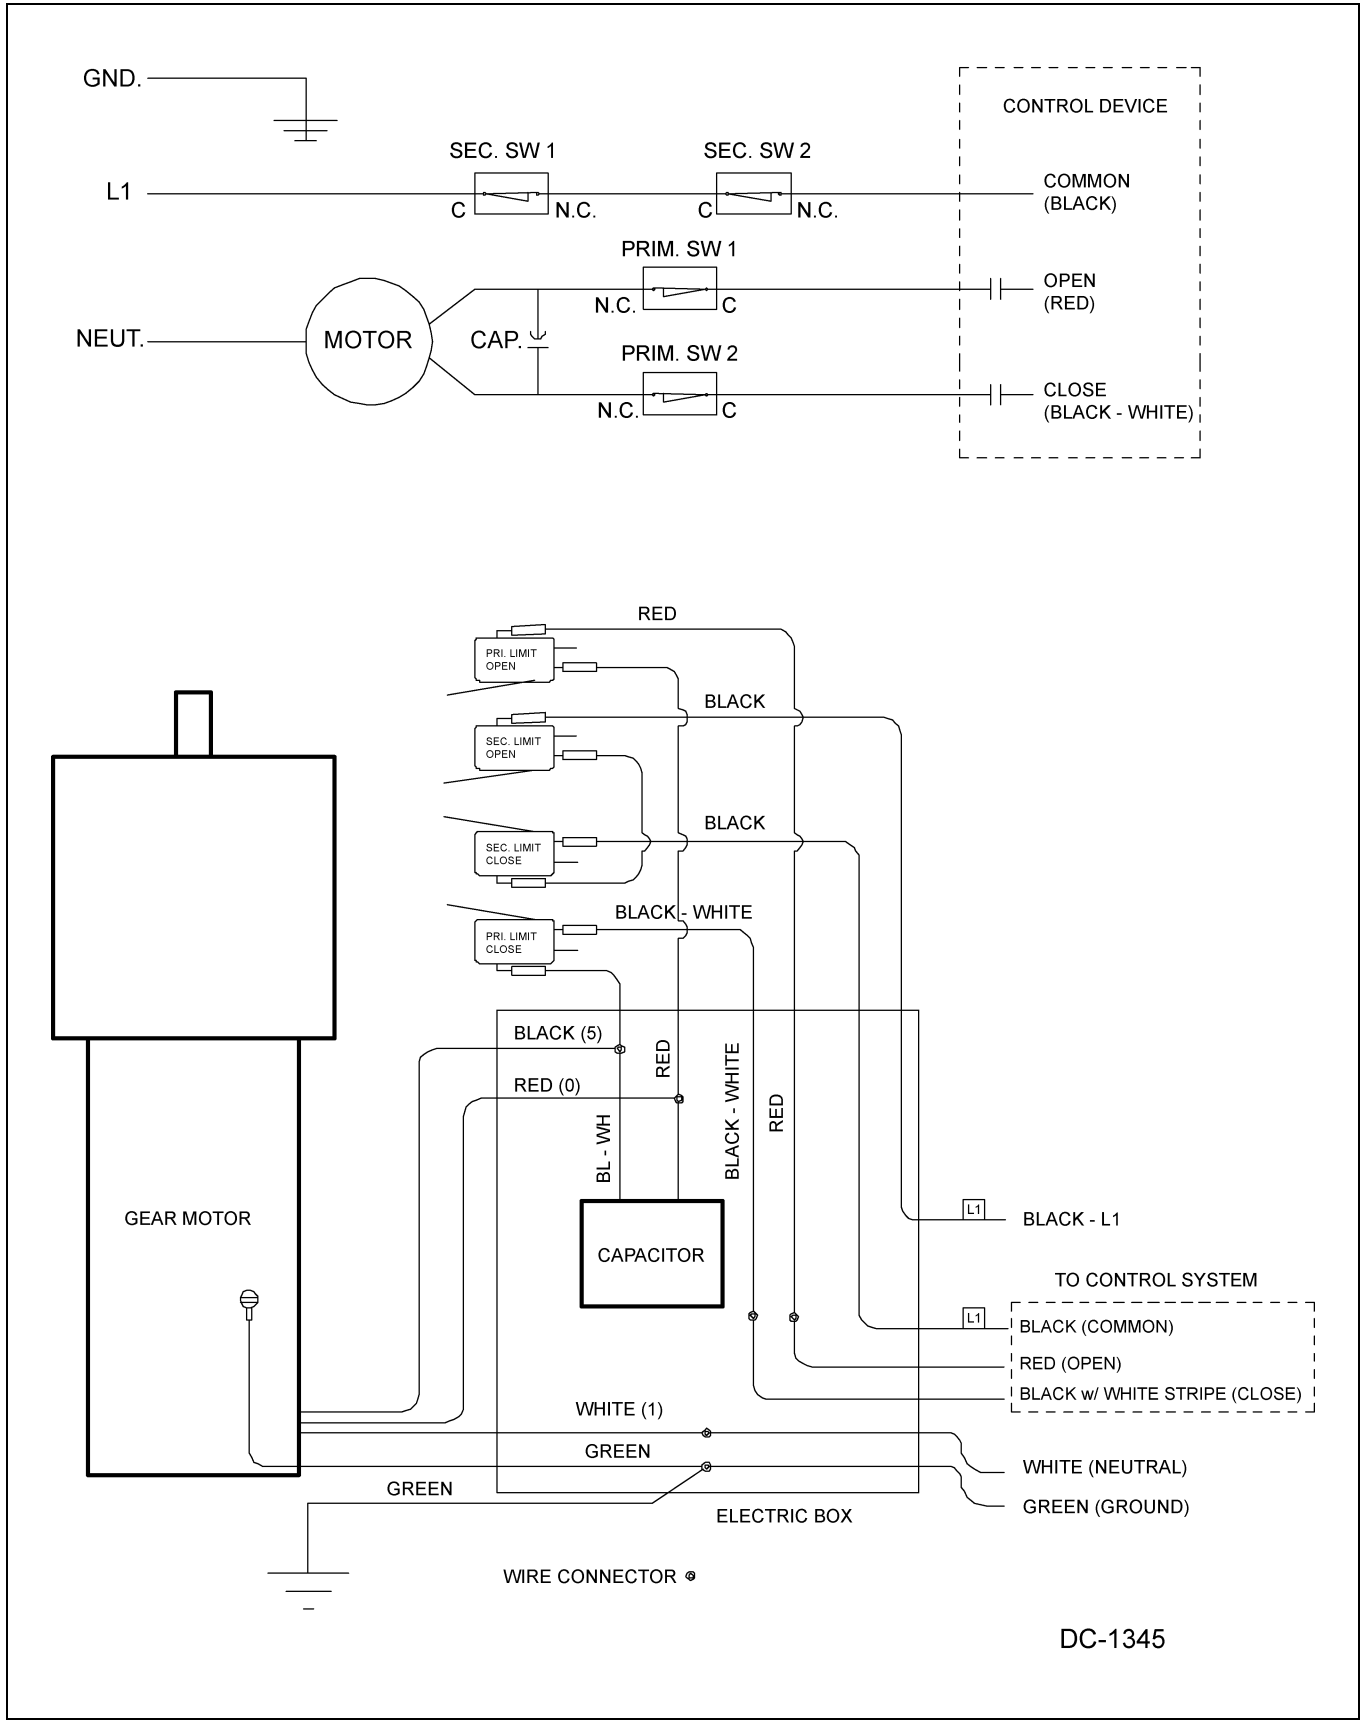 GND.
CONTROL DEVICE
SEC. SW 1
SEC. SW 2
L1
C
N.C.
C
N.C.
COMMON
(BLACK)
PRIM. SW 1
N.C.
C
OPEN
(RED)
NEUT.
MOTOR
CAP.
PRIM. SW 2
N.C.
C
CLOSE
(BLACK - WHITE)
RED
PRI. LIMIT
OPEN
BLACK
SEC. LIMIT
OPEN
BLACK
SEC. LIMIT
CLOSE
BLACK - WHITE
PRI. LIMIT
CLOSE
BLACK (5)
RED
BLACK - WHITE
RED (0)
RED
BL - WH
GEAR MOTOR
CAPACITOR
L1
BLACK - L1
TO CONTROL SYSTEM
L1
BLACK (COMMON)
RED (OPEN)
BLACK w/ WHITE STRIPE (CLOSE)
WHITE (1)
GREEN
WHITE (NEUTRAL)
GREEN
GREEN (GROUND)
ELECTRIC BOX
WIRE CONNECTOR
DC-1345